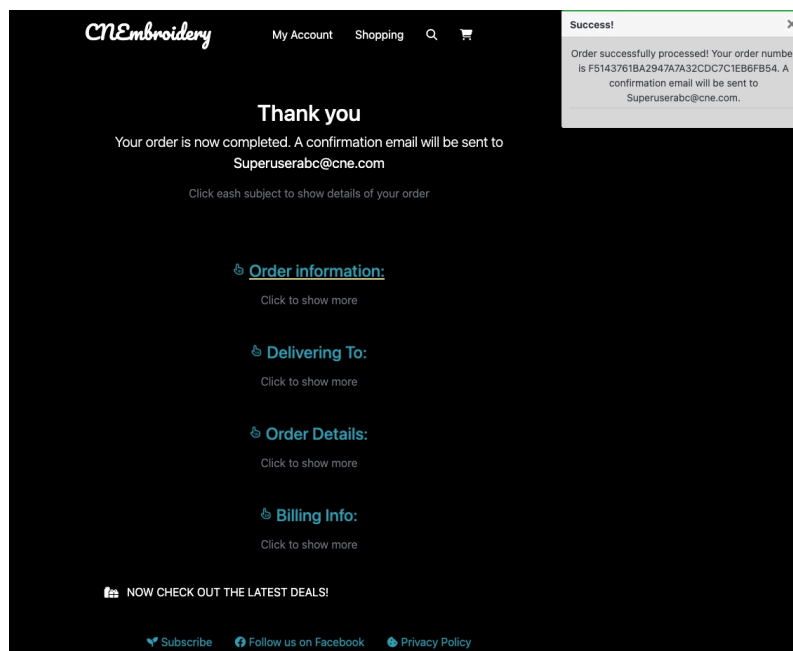 CNEmbroidery
My Account Shopping
Success!
Order successfully processed! Your order numbe
is F5143761BA2947A7A32CDC7C1EB6FB54. A
confirmation email will be sent to
Superuserabc@cne.com.
Thank you
Your order is now completed. A confirmation email will be sent to
Superuserabc@cne.com
Click eash subject to show details of your order
Order information:
Click to show more
Delivering To:
Click to show more
Order Details:
Click to show more
Billing Info:
Click to show more
NOW CHECK OUT THE LATEST DEALS!
Subscribe Follow us on Facebook Privacy Policy